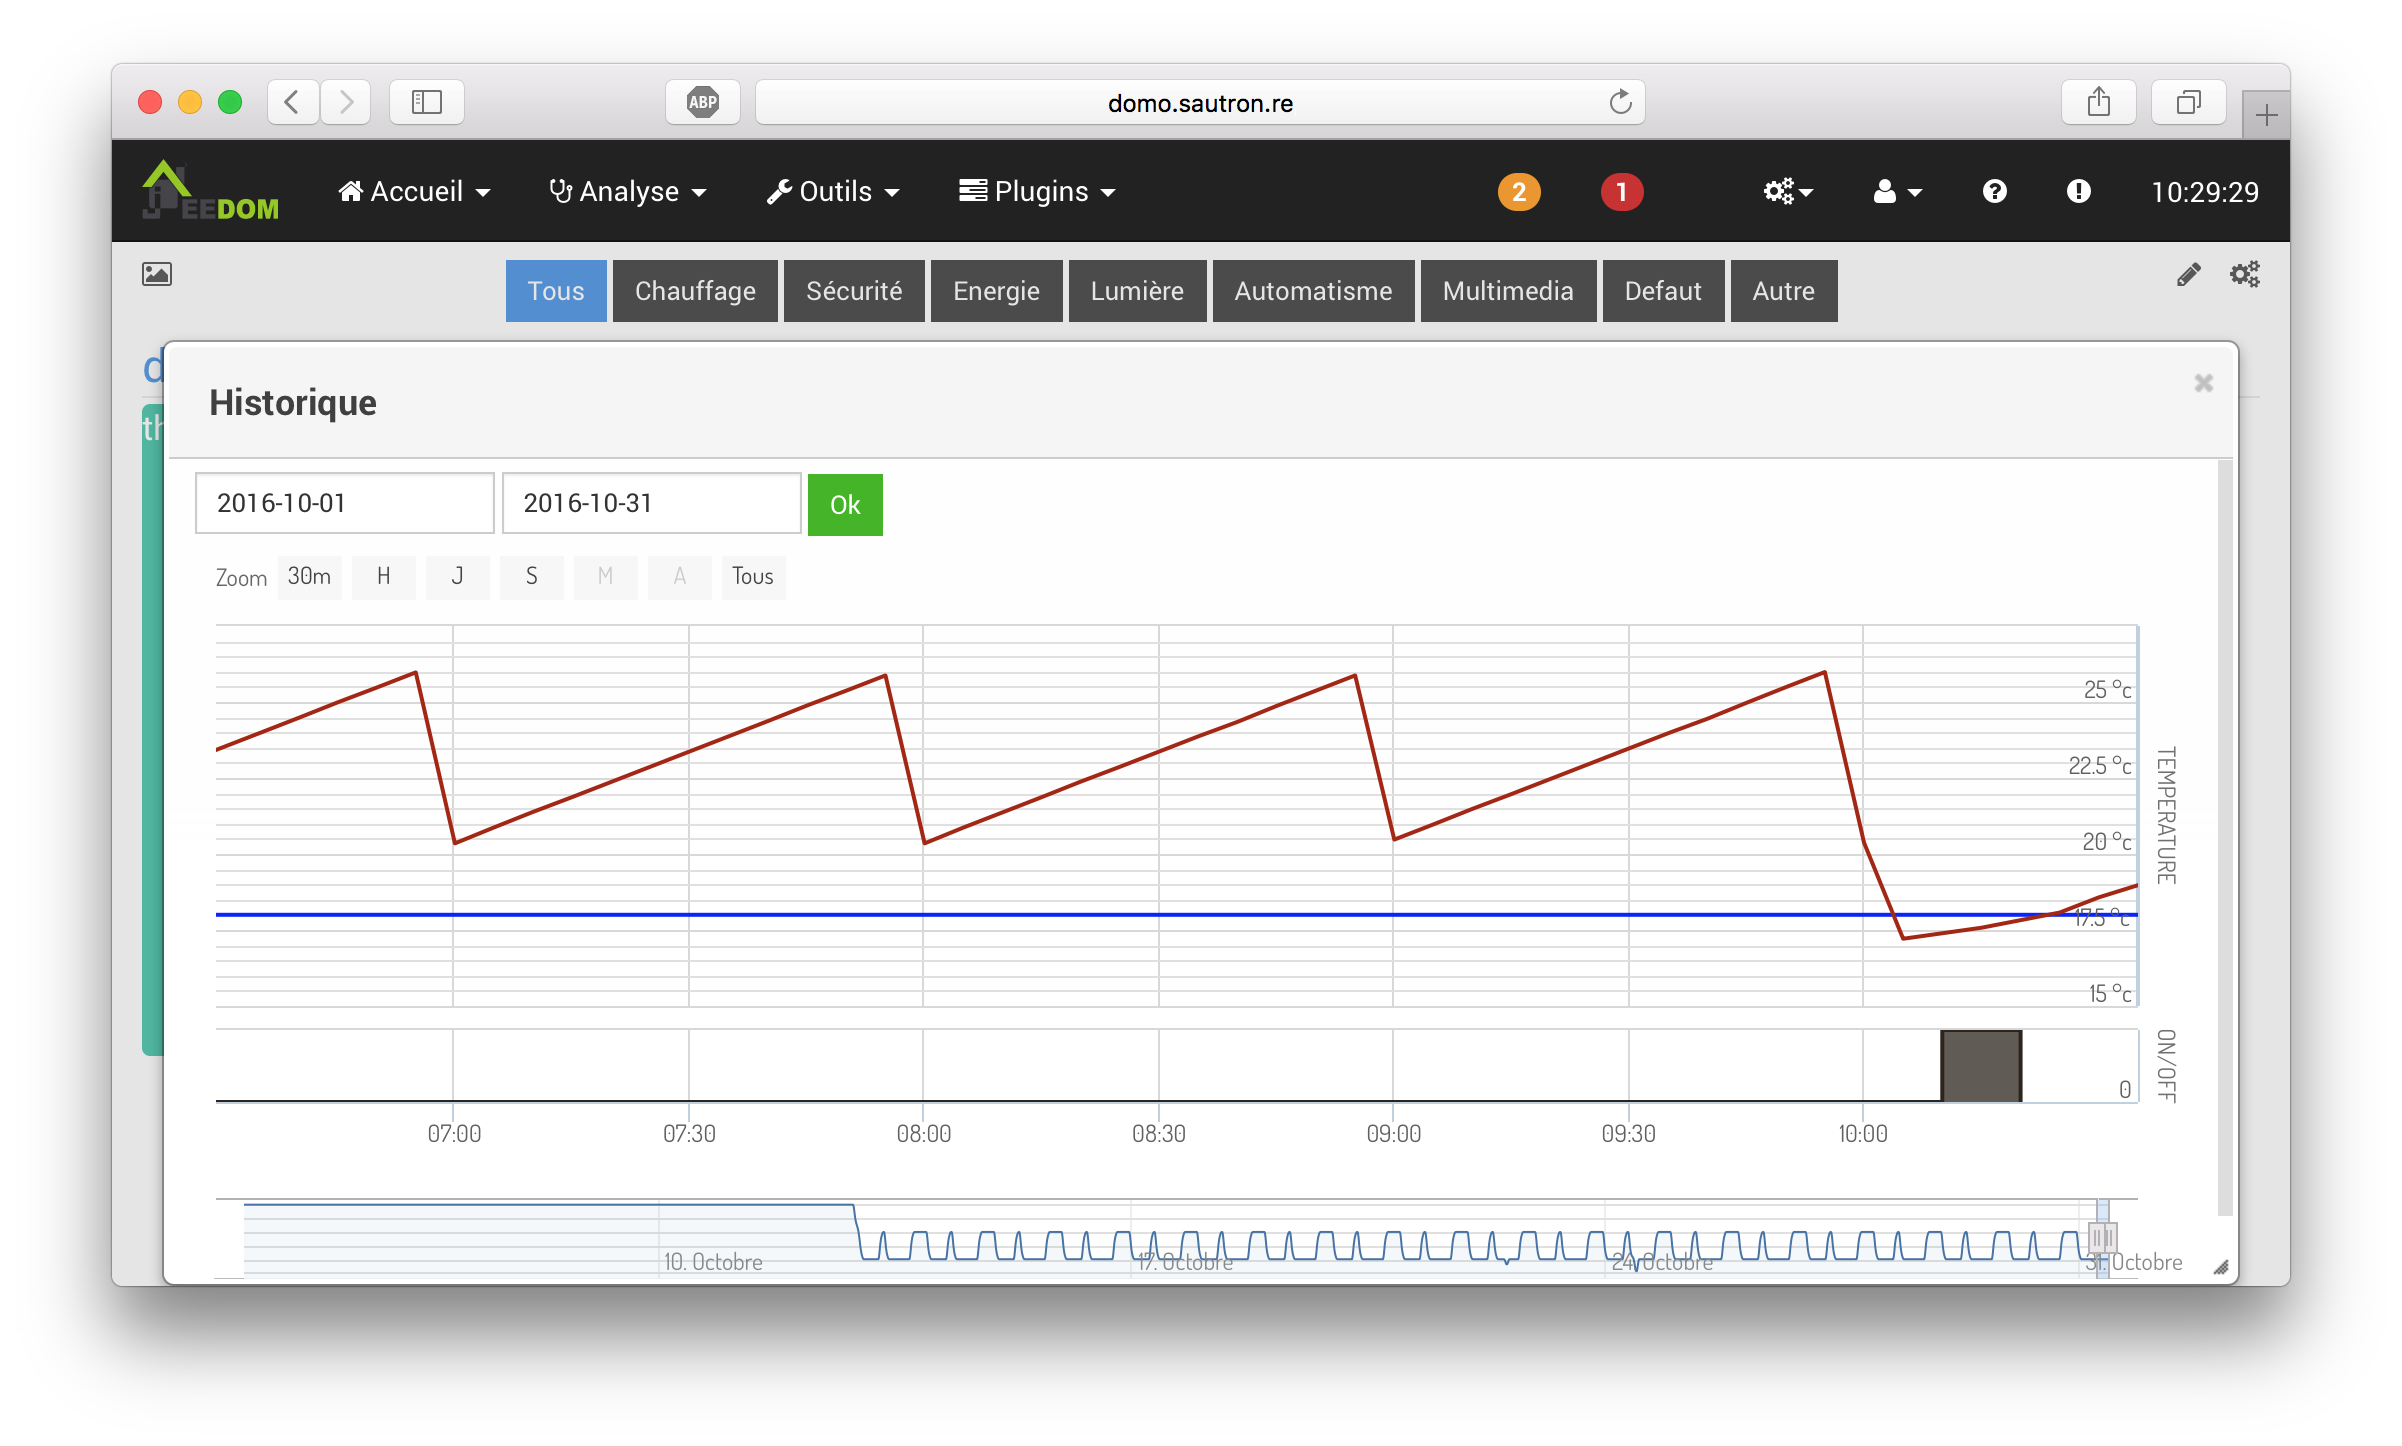 ABP
domo.sautron.re
JEEDOM
Accueil
Analyse
Outils
Plugins
2
1
10:29:29
Tous
Chauffage
Sécurité
Energie
Lumière
Automatisme
Multimedia
Defaut
Autre
d
th
Historique
2016-10-01
2016-10-31
Ok
Zoom
30m
H
J
S
M
A
Tous
25 °c
22.5 °c
20 °c
17.5 °c
15 °c
TEMPERATURE
0
ON/OFF
07:00
07:30
08:00
08:30
09:00
09:30
10:00
10. Octobre
17. Octobre
24. Octobre
31. Octobre